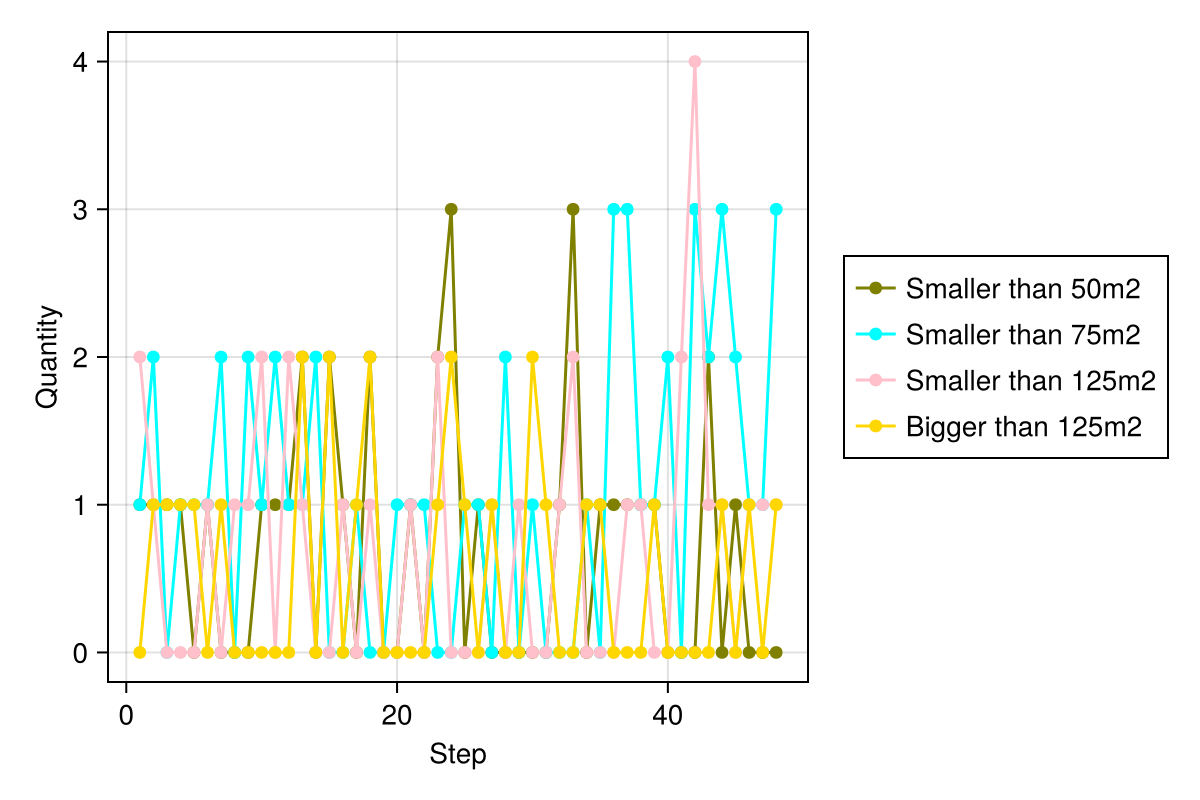 4
3
2
1
0
Quantity
0 20 40
Step
Smaller than 50m2
Smaller than 75m2
Smaller than 125m2
Bigger than 125m2